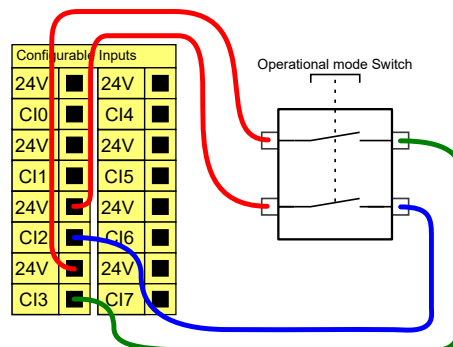 Configurable Inputs
Operational mode Switch
24V 24V
CI0 CI4
24V 24V
CI1 CI5
24V 24V
CI2 CI6
24V 24V
CI3 CI7